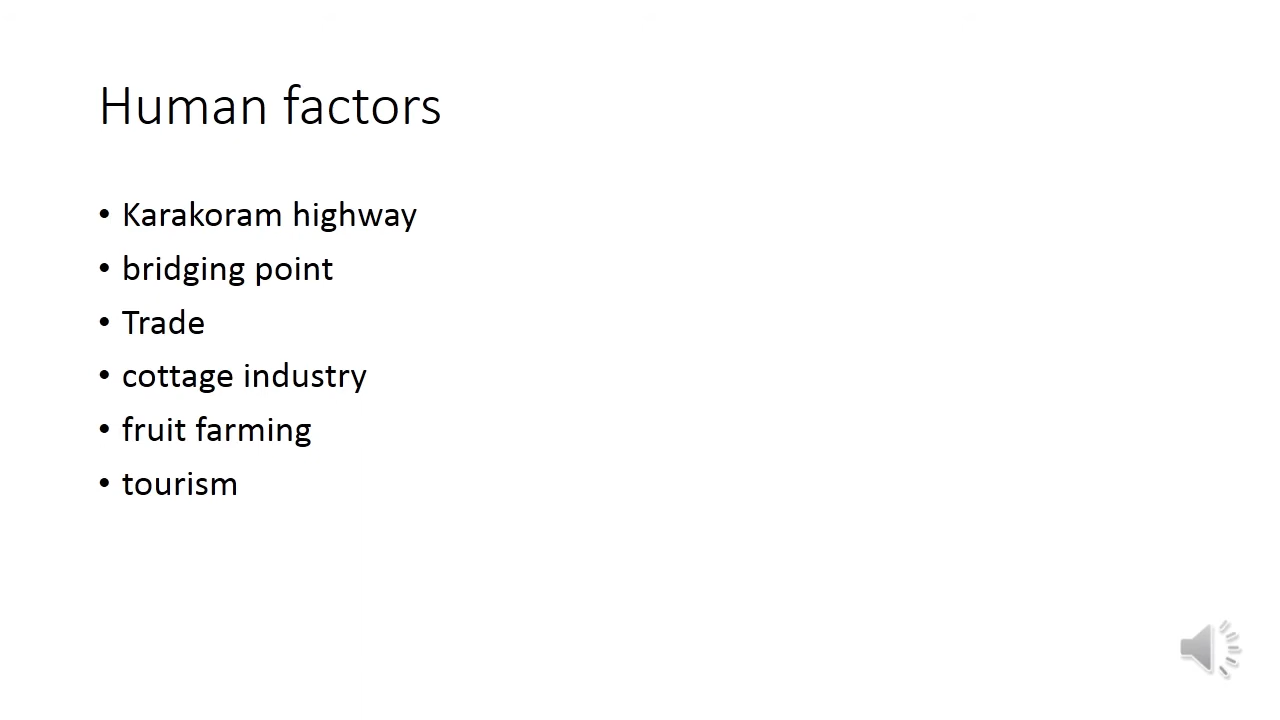 Human factors
• Karakoram highway
• bridging point
• Trade
• cottage industry
• fruit farming
• tourism